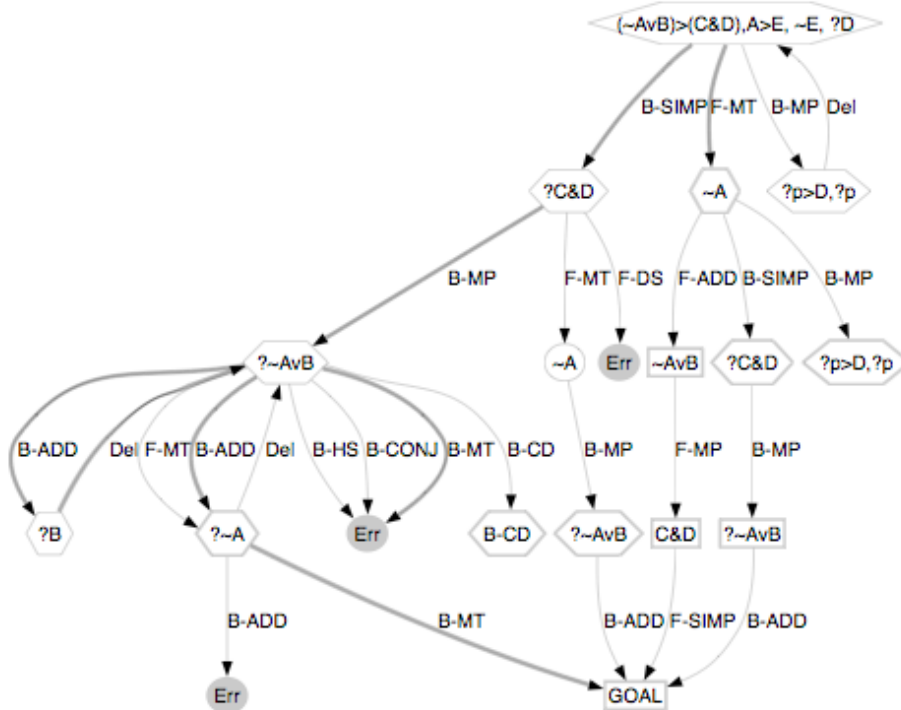 (~AvB)>(C&D),A>E, ~E, ?D
B-SIMP F-MT B-MP Del
?C&D ~A ?p>D,?p
B-MP F-MT F-DS F-ADD B-SIMP B-MP
?~AvB ~A Err ~AvB ?C&D ?p>D,?p
B-ADD Del F-MT B-ADD Del B-HS B-CONJ B-MT B-CD B-MP F-MP B-MP
?B ?~A Err B-CD ?~AvB C&D ?~AvB
B-ADD B-MT B-ADD F-SIMP B-ADD
Err GOAL